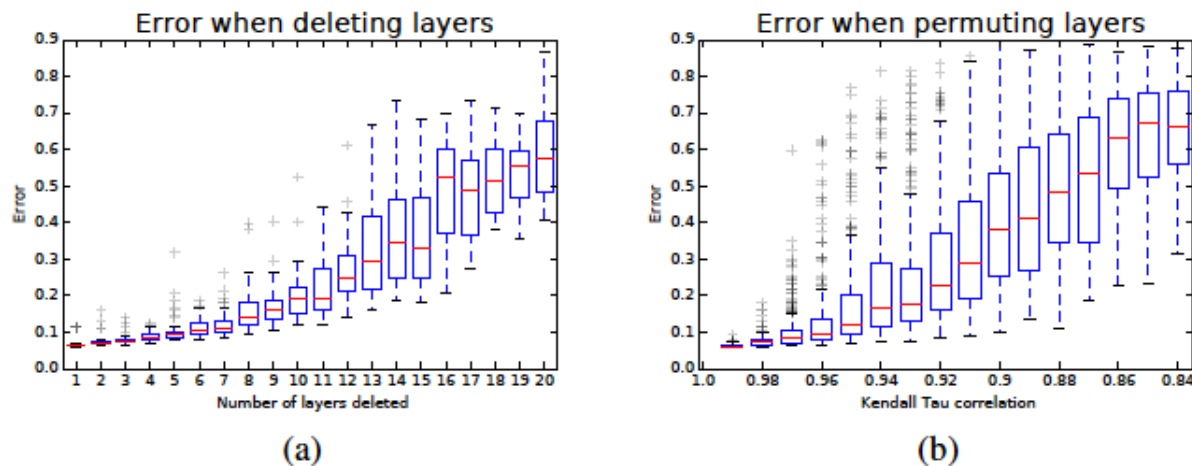 Error when deleting layers
0.9
0.8
0.7
0.6
0.5
0.4
0.3
0.2
0.1
0.0
Error
1 2 3 4 5 6 7 8 9 10 11 12 13 14 15 16 17 18 19 20
Number of layers deleted
(a)
Error when permuting layers
0.9
0.8
0.7
0.6
0.5
0.4
0.3
0.2
0.1
0.0
Error
1.0 0.98 0.96 0.94 0.92 0.9 0.88 0.86 0.84
Kendall Tau correlation
(b)